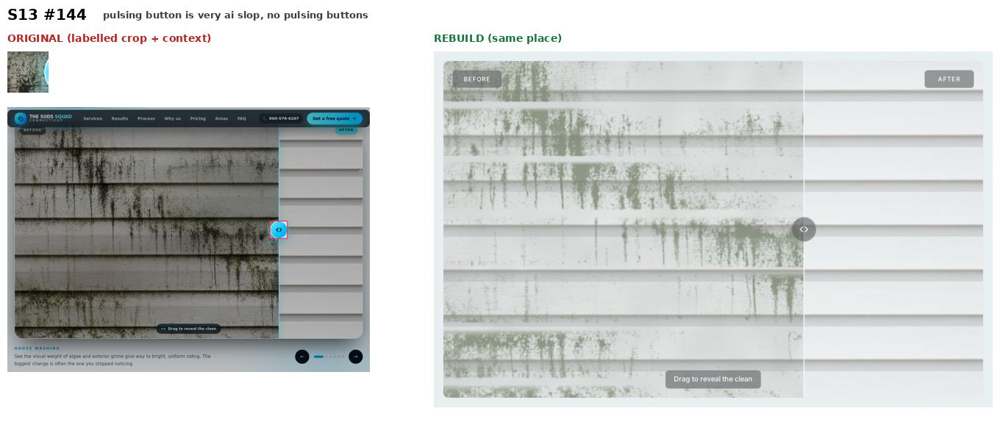 S13 #144 pulsing button is very ai slop, no pulsing buttons
ORIGINAL (labelled crop + context)
REBUILD (same place)
THE SUDS SQUAD
Services Results Process Why us Pricing Areas FAQ
Get a free quote →
BEFORE
AFTER
Drag to reveal the clean
HOUSE WASHING
See the visual weight of algae and exterior grime give way to bright, uniform siding. The
biggest change is often the one you stopped noticing.
BEFORE
AFTER
Drag to reveal the clean